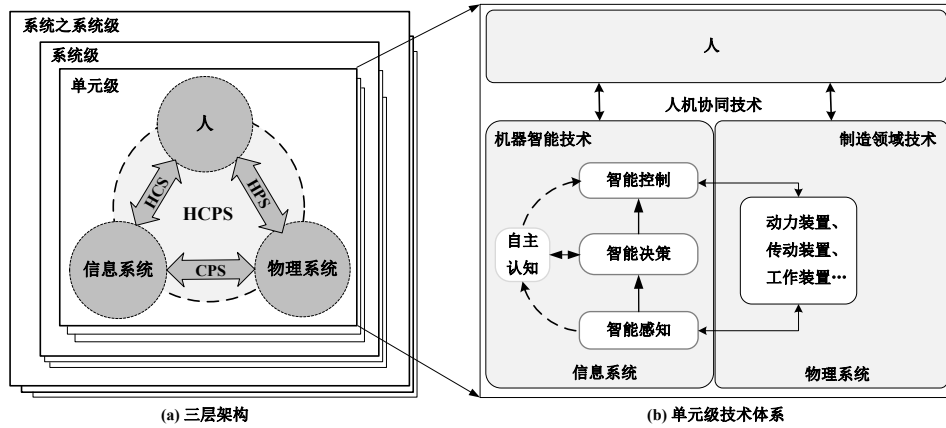 系统之系统级
系统级
单元级
人
HCS
HPS
HCPS
信息系统
CPS
物理系统
(a) 三层架构
人
人机协同技术
机器智能技术
制造领域技术
智能控制
自主
认知
智能决策
智能感知
动力装置、
传动装置、
工作装置…
信息系统
物理系统
(b) 单元级技术体系